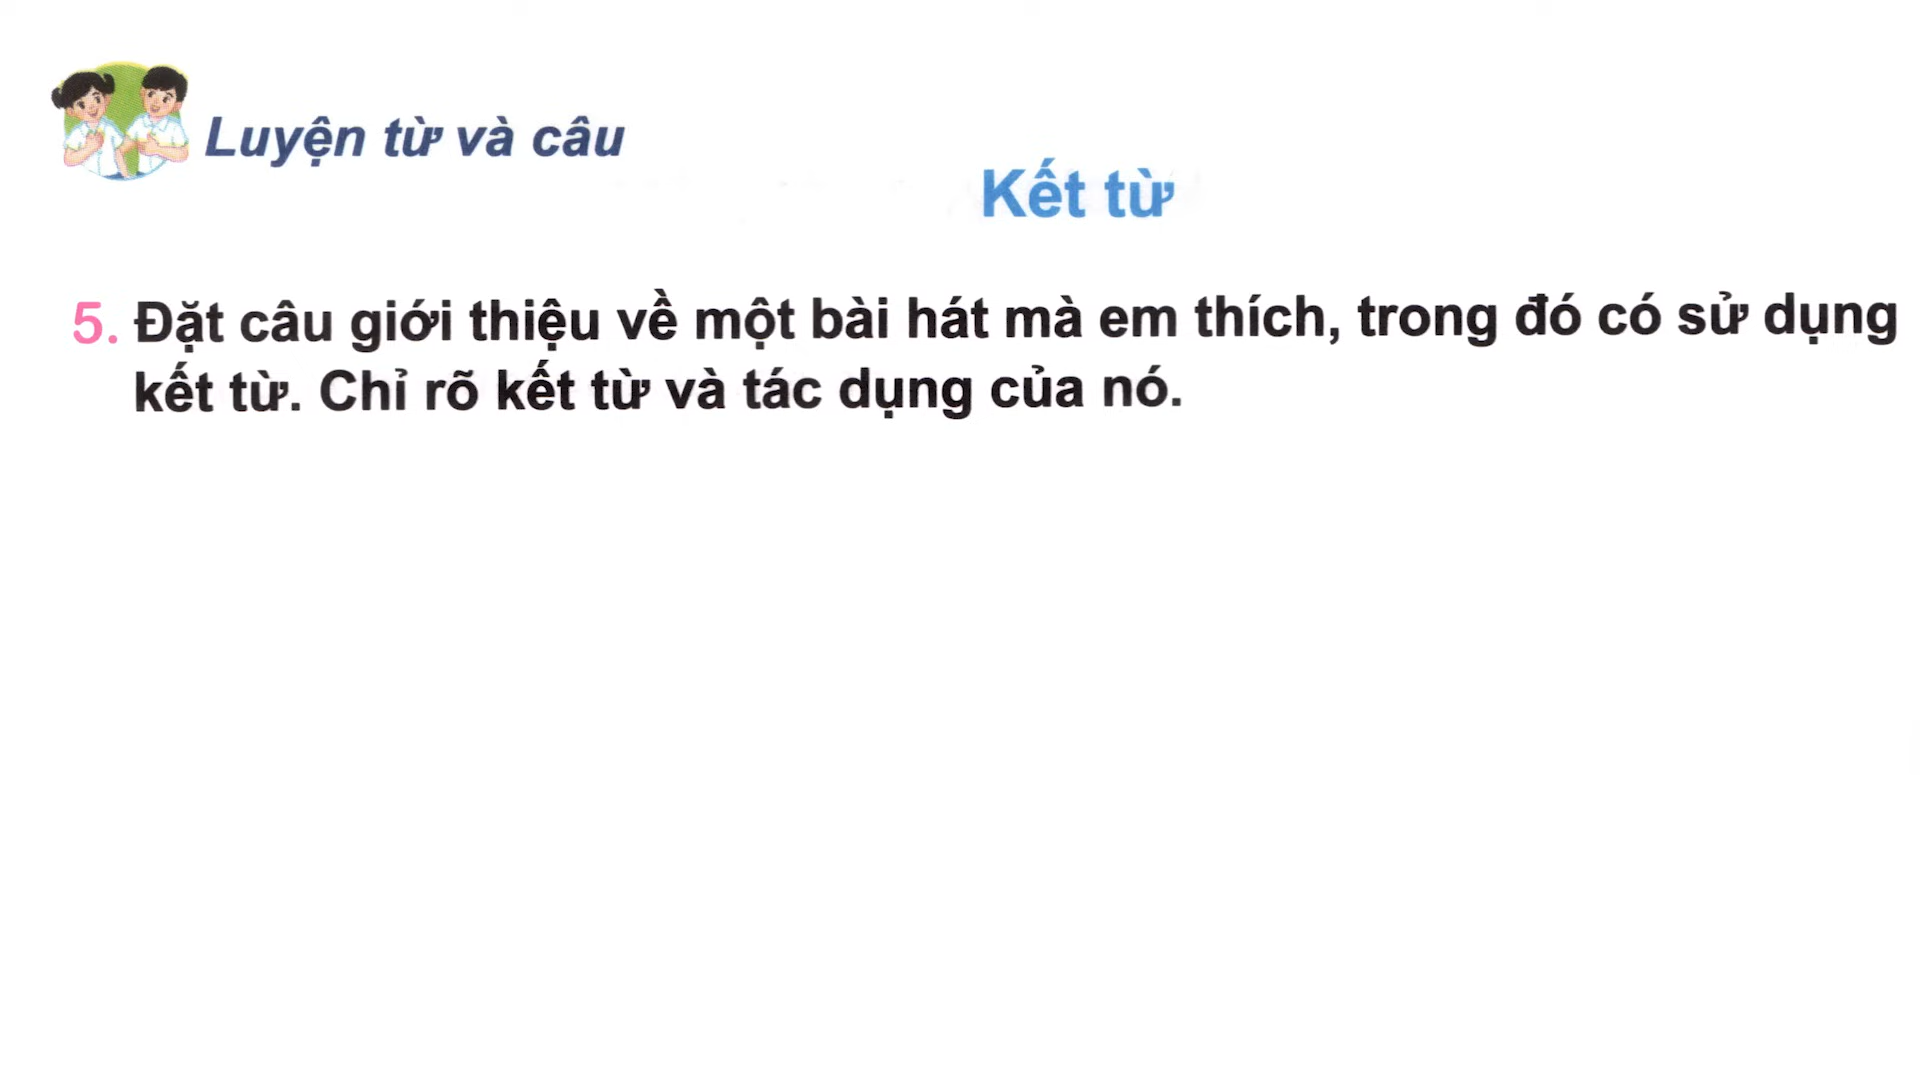 Luyện từ và câu
Kết từ
5. Đặt câu giới thiệu về một bài hát mà em thích, trong đó có sử dụng
kết từ. Chỉ rõ kết từ và tác dụng của nó.